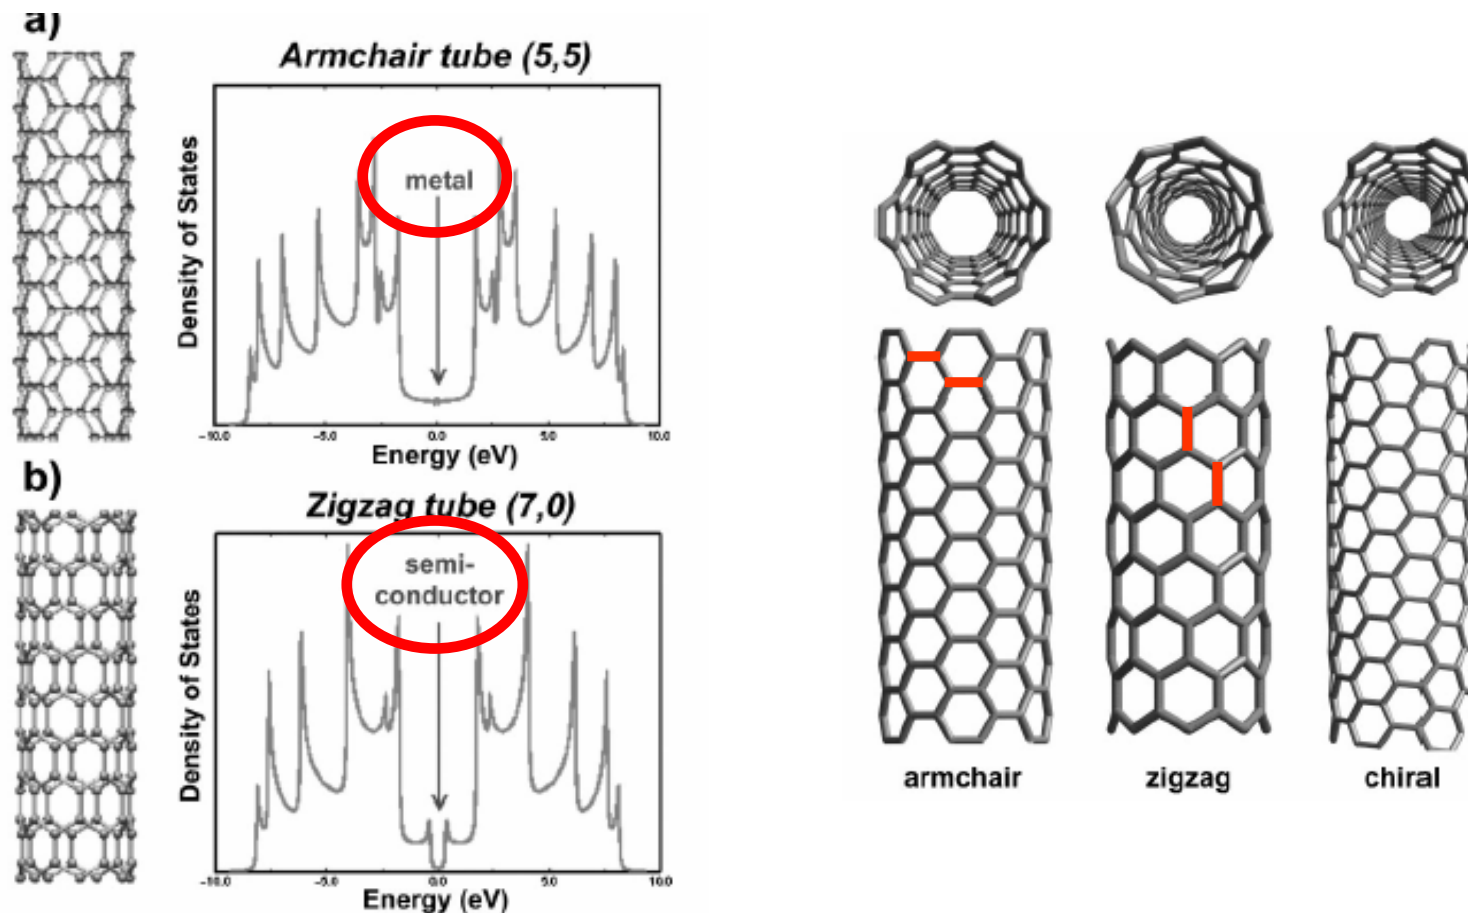 a)
Armchair tube (5,5)
metal
Density of States
−10.0 −5.0 0.0 5.0 10.0
Energy (eV)
b)
Zigzag tube (7,0)
semi-
conductor
Density of States
−10.0 −5.0 0.0 5.0 10.0
Energy (eV)
armchair zigzag chiral